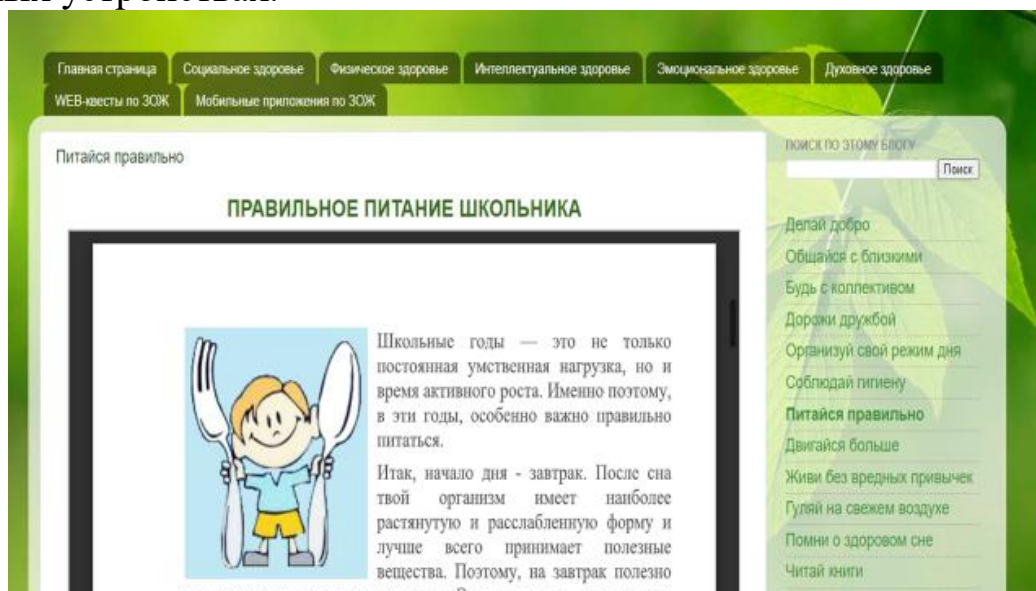 устройствах.
Главная страница Социальное здоровье Физическое здоровье Интеллектуальное здоровье Эмоциональное здоровье Духовное здоровье
WEB-квесты по ЗОЖ Мобильные приложения по ЗОЖ
Питайся правильно
ПРАВИЛЬНОЕ ПИТАНИЕ ШКОЛЬНИКА
Школьные годы — это не только
постоянная умственная нагрузка, но и
время активного роста. Именно поэтому,
в эти годы, особенно важно правильно
питаться.
Итак, начало дня - завтрак. После сна
твой организм имеет наиболее
растянутую и расслабленную форму и
лучше всего принимает полезные
вещества. Поэтому, на завтрак полезно
ПОИСК ПО ЭТОМУ БЛОГУ
Поиск
Делай добро
Общайся с близкими
Будь с коллективом
Дорожи дружбой
Организуй свой режим дня
Соблюдай гигиену
Питайся правильно
Двигайся больше
Живи без вредных привычек
Гуляй на свежем воздухе
Помни о здоровом сне
Читай книги